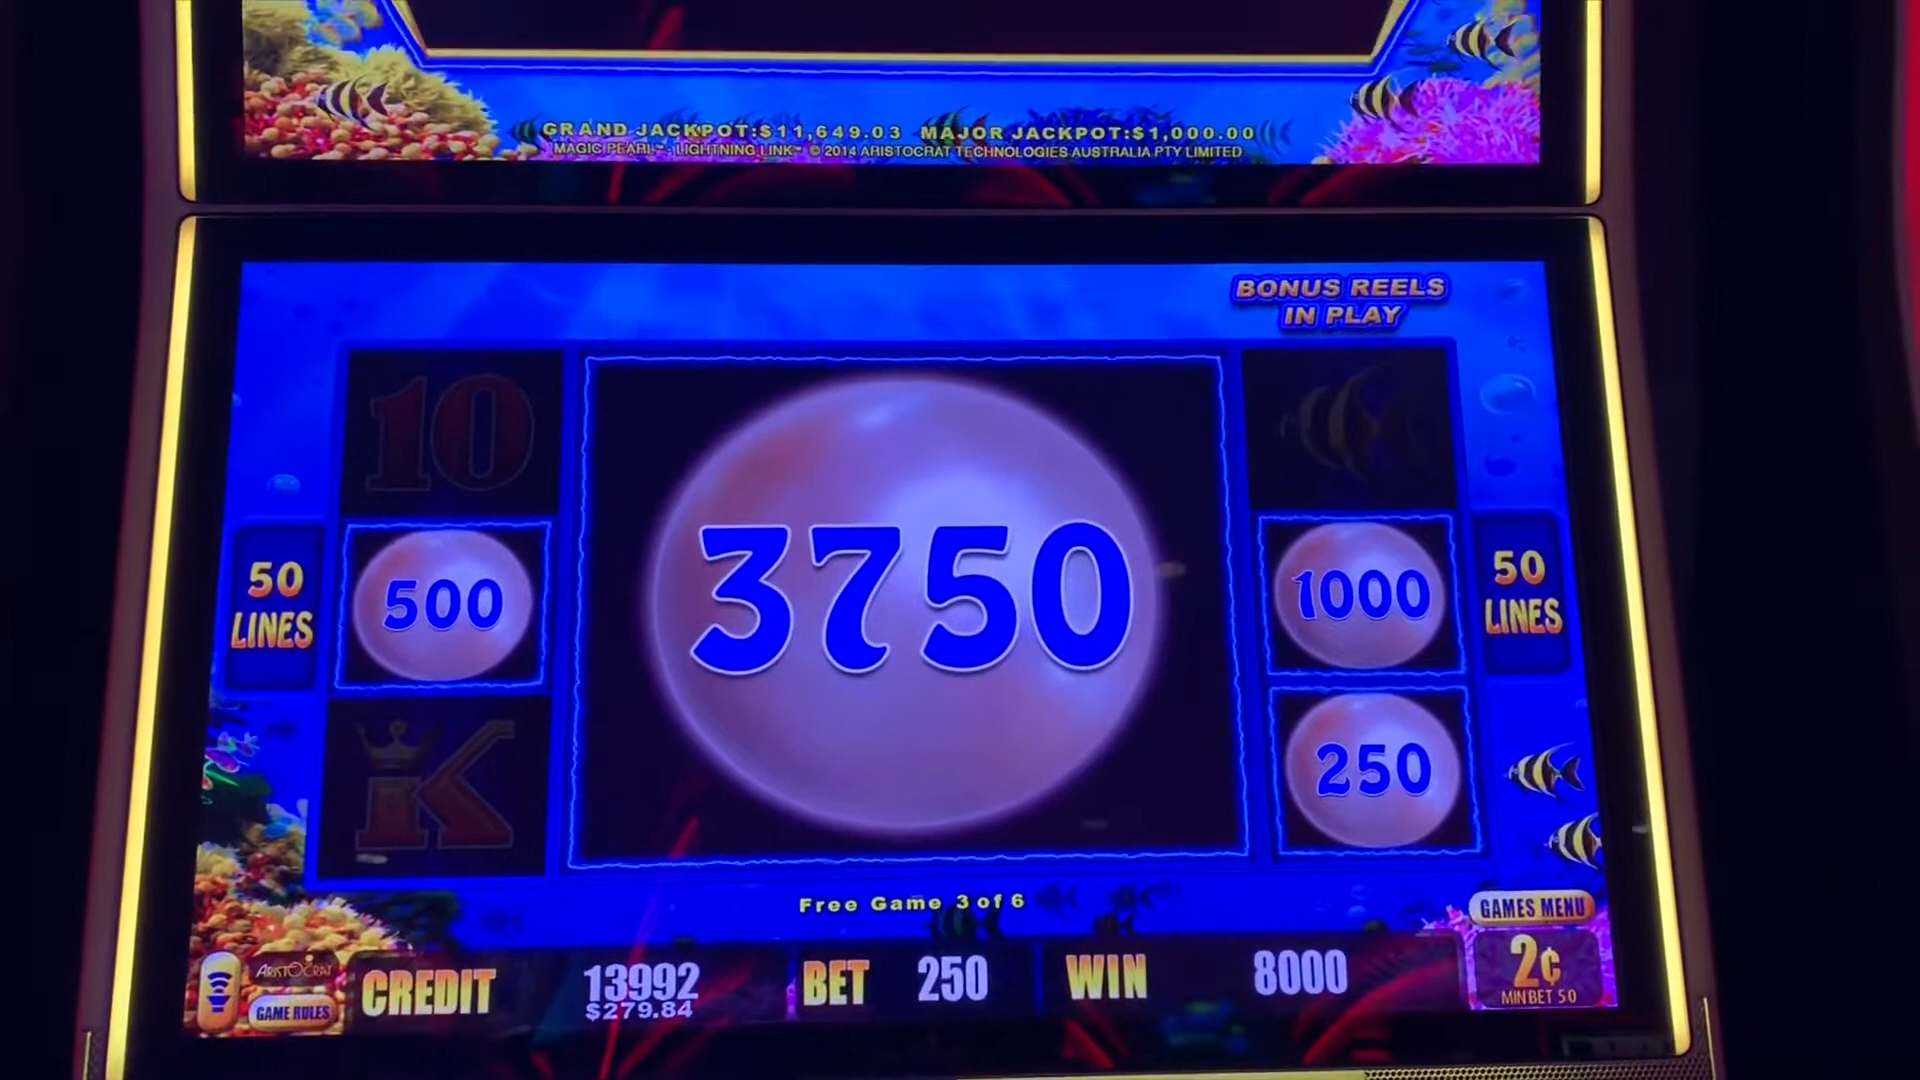 GRAND JACKPOT:$11,649.03 MAJOR JACKPOT:$1,000.00
MAGIC PEARL™ - LIGHTNING LINK™ © 2014 ARISTOCRAT TECHNOLOGIES AUSTRALIA PTY LIMITED
BONUS REELS
IN PLAY
10
50
LINES
500
3750
1000
50
LINES
250
K
Free Game 3 of 6
GAMES MENU
ARISTOCRAT
GAME RULES
CREDIT
13992
$279.84
BET
250
WIN
8000
2¢
MIN BET 50